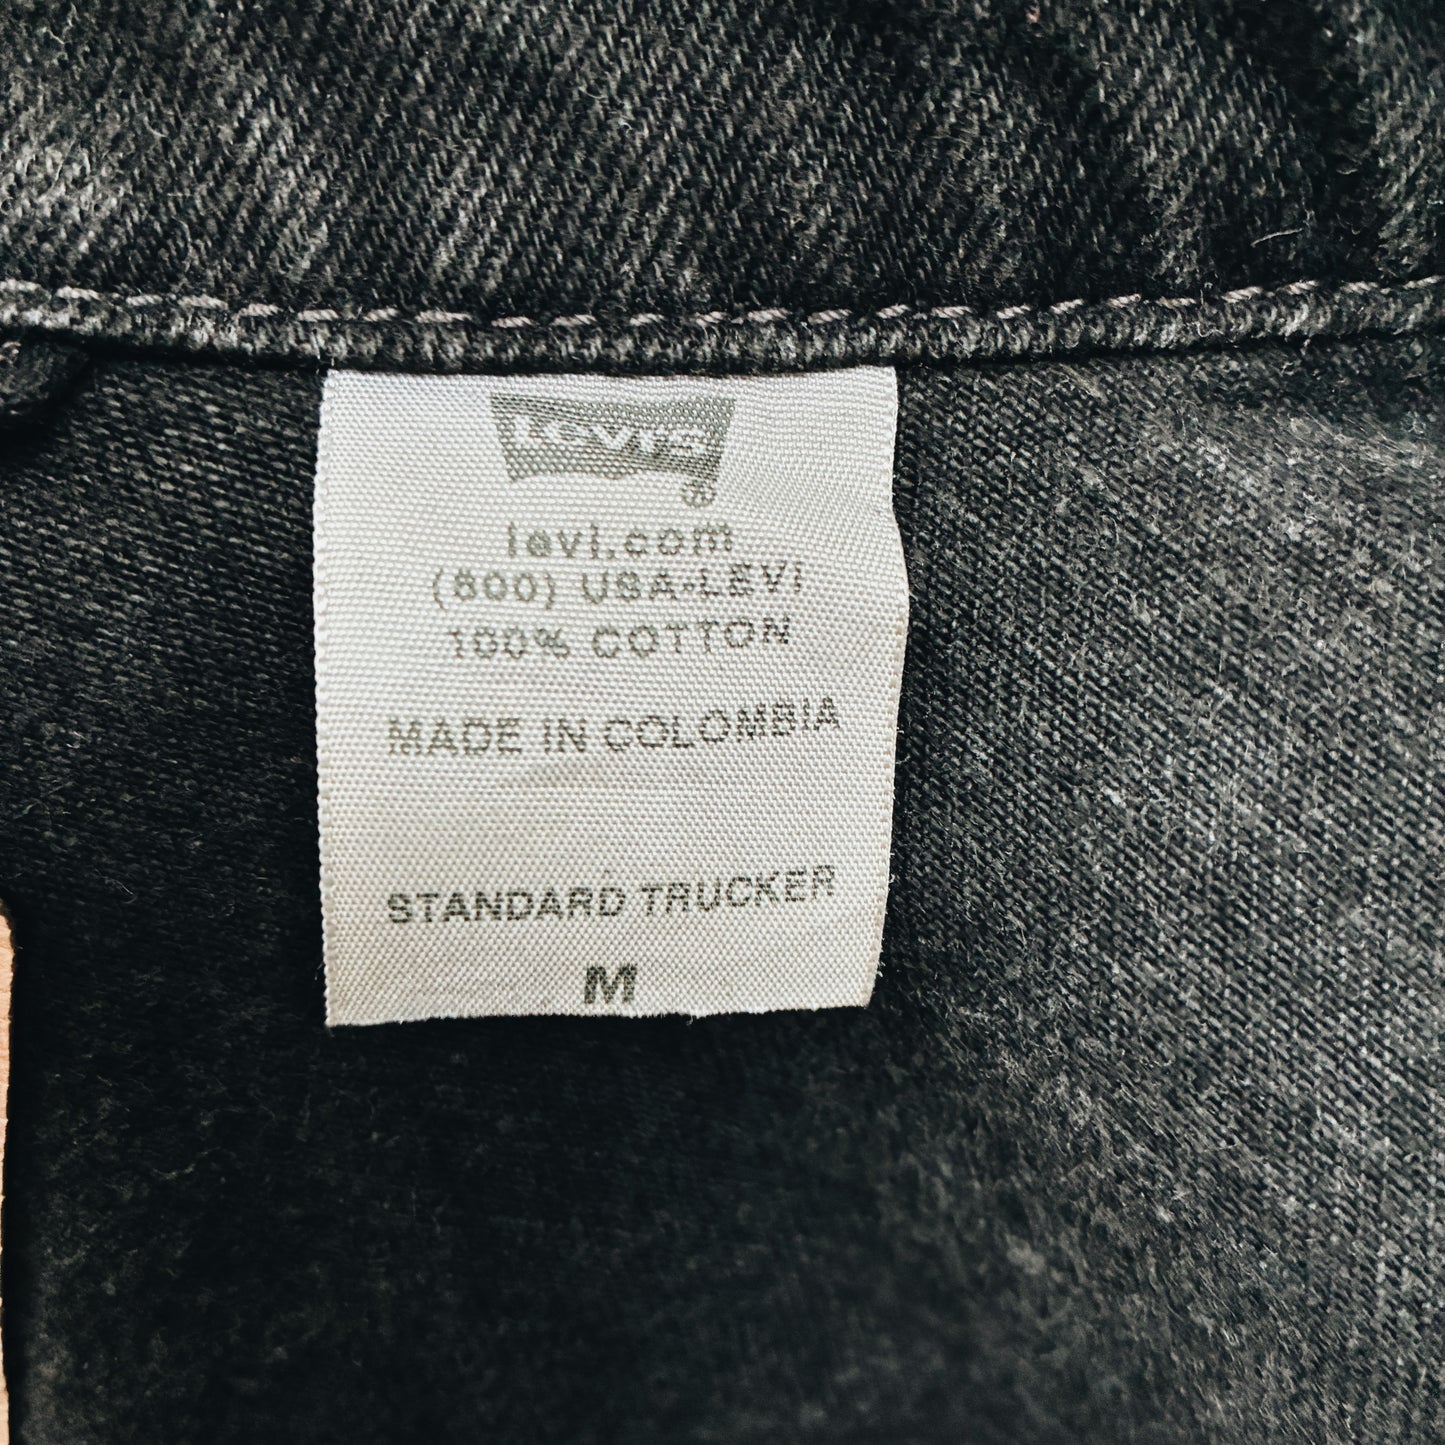 Levi's
®
levi.com
(800) USA-LEVI
100% COTTON
MADE IN COLOMBIA
STANDARD TRUCKER
M